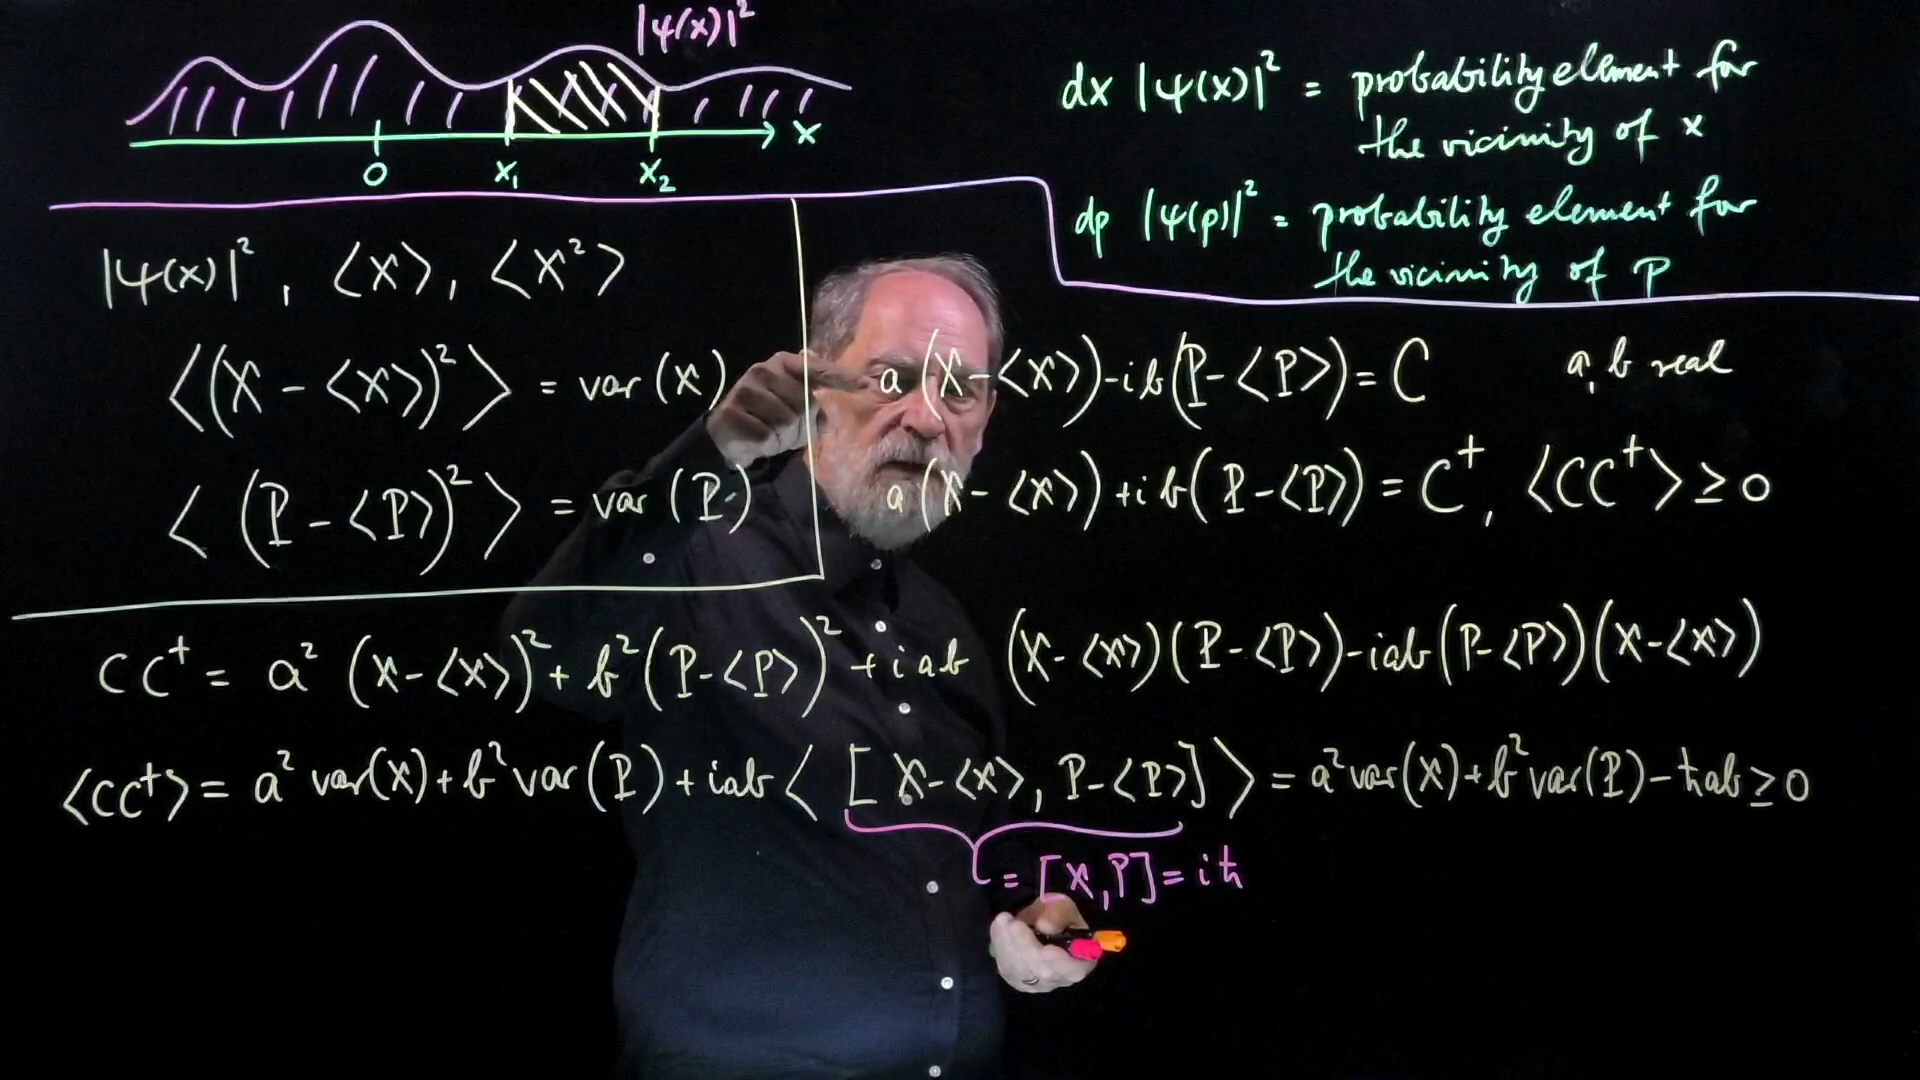 |ψ(x)|²
0 x₁ x₂ x
dx |ψ(x)|² = probability element for
the vicinity of x
dp |ψ(p)|² = probability element for
the vicinity of p
|ψ(x)|², ⟨X⟩, ⟨X²⟩
⟨(X - ⟨X⟩)²⟩ = var(X)
⟨(P - ⟨P⟩)²⟩ = var(P)
a(X - ⟨X⟩) - ib(P - ⟨P⟩) = C a, b real
a(X - ⟨X⟩) + ib(P - ⟨P⟩) = C†, ⟨CC†⟩ ≥ 0
CC† = a²(X - ⟨X⟩)² + b²(P - ⟨P⟩)² + iab (X - ⟨X⟩)(P - ⟨P⟩) - iab(P - ⟨P⟩)(X - ⟨X⟩)
⟨CC†⟩ = a² var(X) + b² var(P) + iab⟨[X - ⟨X⟩, P - ⟨P⟩]⟩ = a² var(X) + b² var(P) - ħab ≥ 0
= [X, P] = iħ